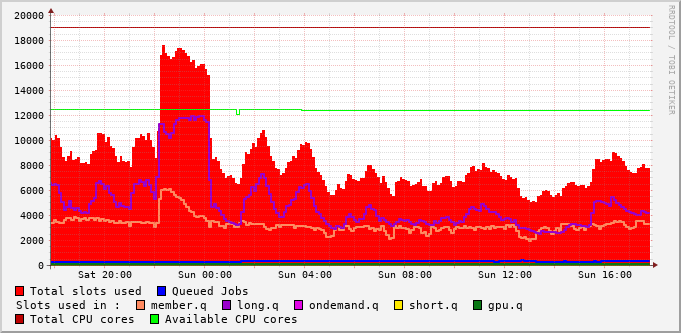 RRDTOOL / TOBI OETIKER
20000
18000
16000
14000
12000
10000
8000
6000
4000
2000
0
Sat 20:00 Sun 00:00 Sun 04:00 Sun 08:00 Sun 12:00 Sun 16:00
Total slots used Queued Jobs
Slots used in : member.q long.q ondemand.q short.q gpu.q
Total CPU cores Available CPU cores